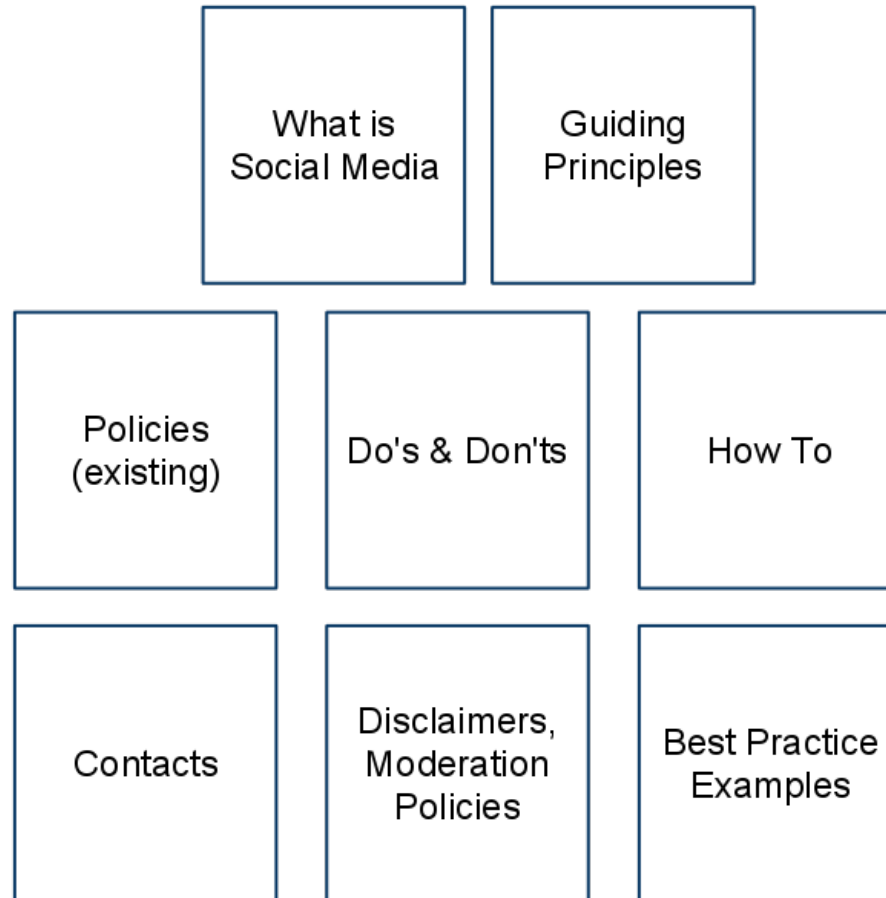 What is
Social Media
Guiding
Principles
Policies
(existing)
Do's & Don'ts
How To
Contacts
Disclaimers,
Moderation
Policies
Best Practice
Examples